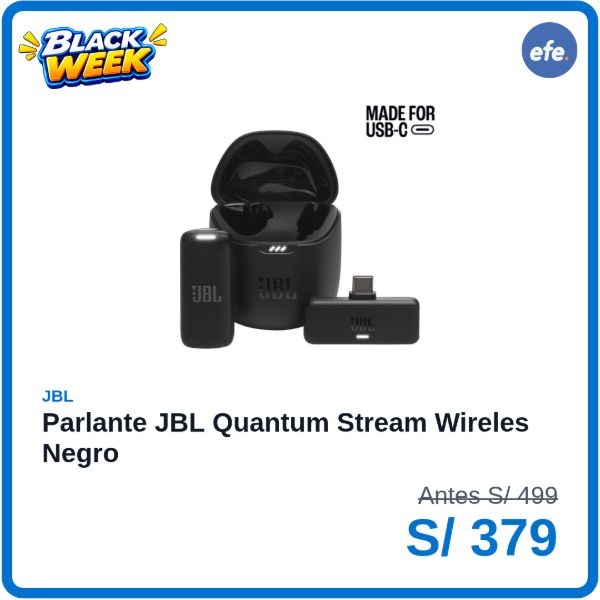 BLACK
WEEK
efe.
MADE FOR
USB-C
JBL
JBL
JBL
JBL
Parlante JBL Quantum Stream Wireles
Negro
Antes S/ 499
S/ 379